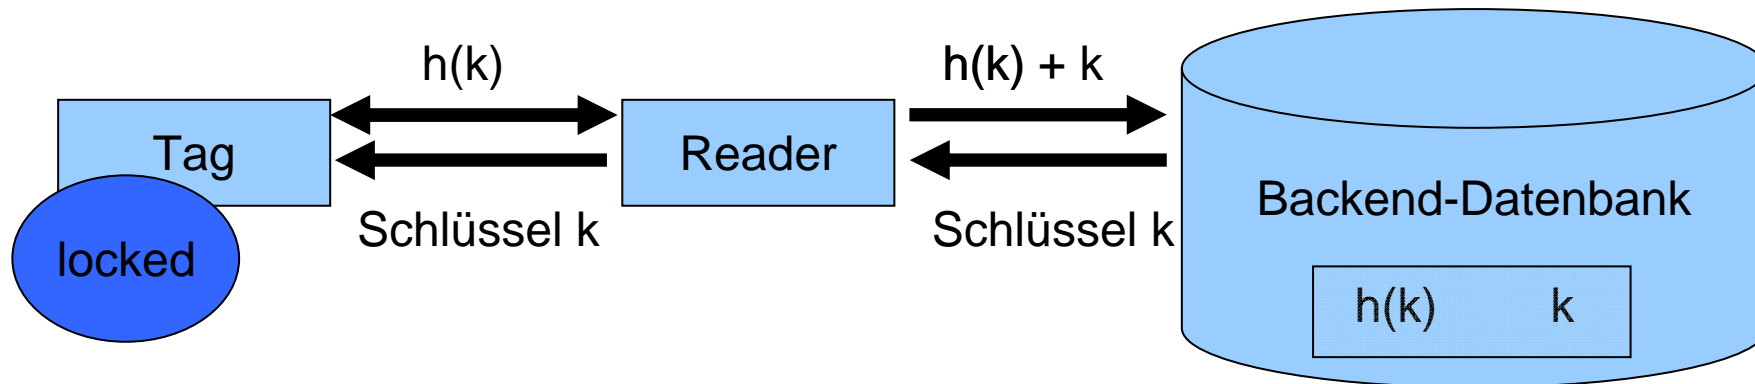 h(k)
h(k) + k
Tag
Reader
Schlüssel k
Schlüssel k
Backend-Datenbank
locked
h(k) k